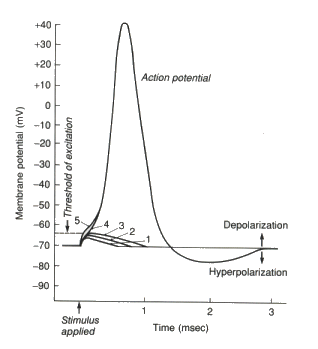 +40
+30
+20
+10
0
−10
−20
−30
−40
−50
−60
−70
−80
−90
Membrane potential (mV)
Threshold of excitation
Action potential
5
4
3
2
1
Depolarization
Hyperpolarization
Stimulus
applied
1
2
3
Time (msec)